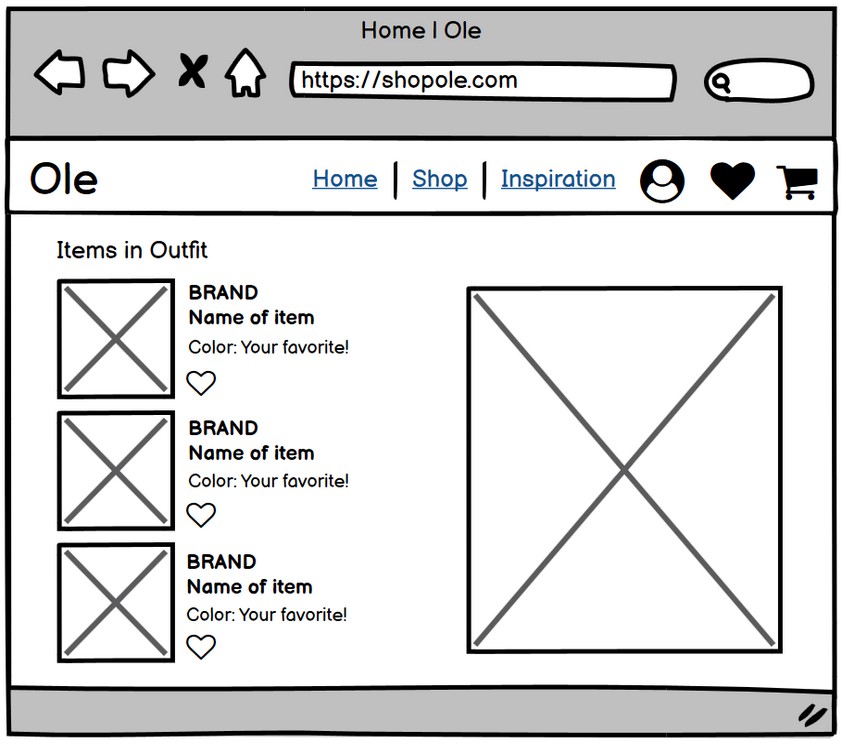 Home | Ole
https://shopole.com
Ole
Home | Shop | Inspiration
Items in Outfit
BRAND
Name of item
Color: Your favorite!
BRAND
Name of item
Color: Your favorite!
BRAND
Name of item
Color: Your favorite!